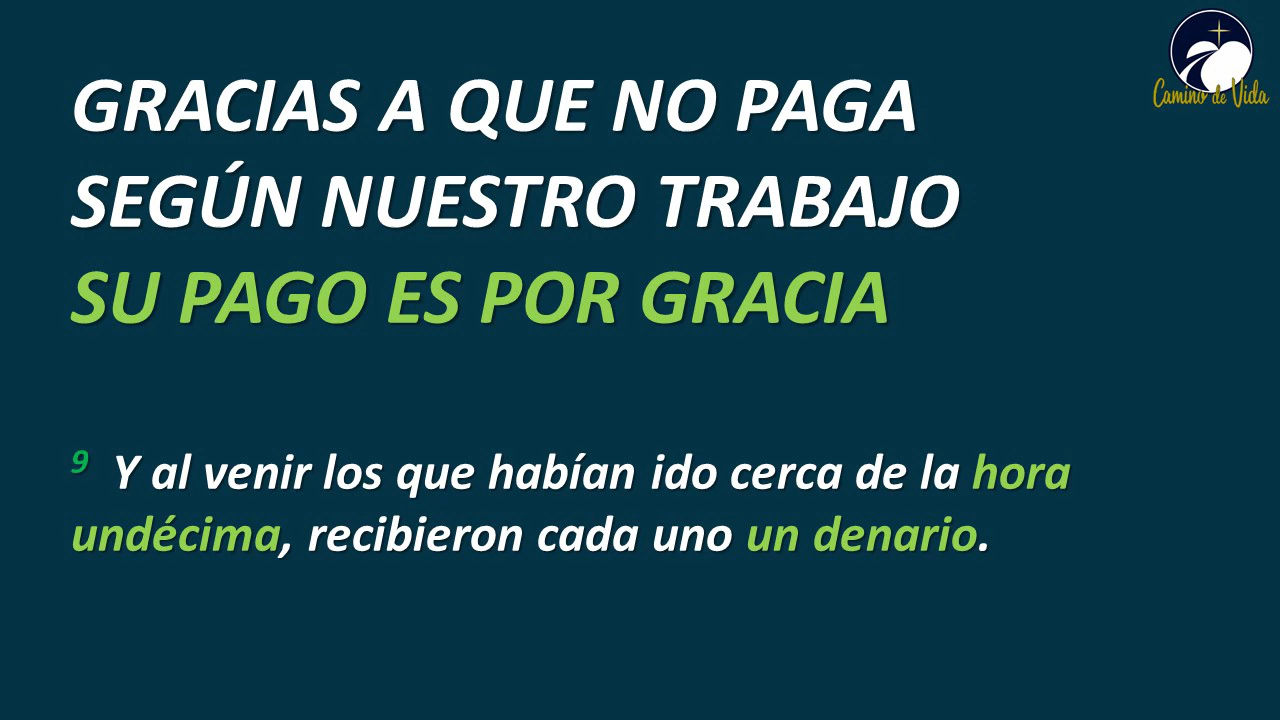 Camino de Vida
GRACIAS A QUE NO PAGA
SEGÚN NUESTRO TRABAJO
SU PAGO ES POR GRACIA
9 Y al venir los que habían ido cerca de la hora
undécima, recibieron cada uno un denario.